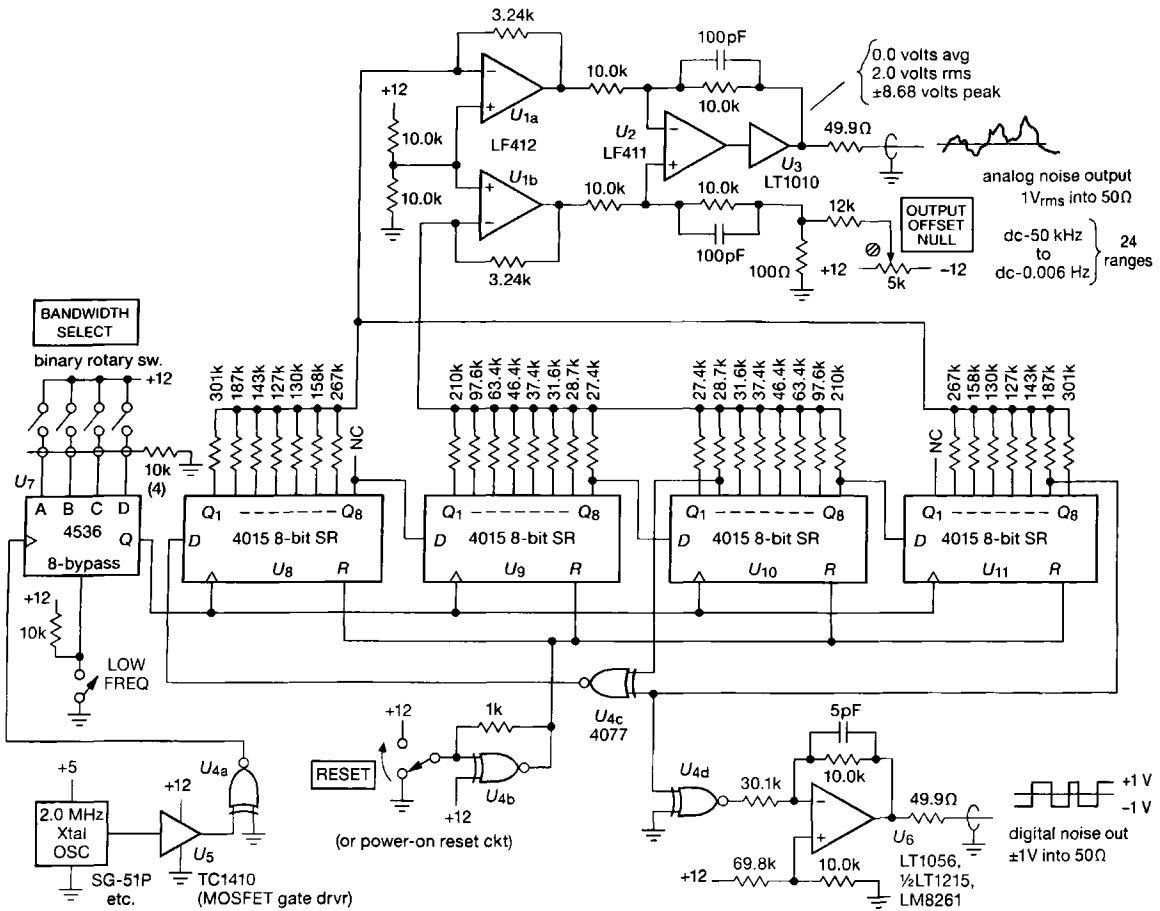 3.24k
100pF
0.0 volts avg
2.0 volts rms
±8.68 volts peak
+12
10.0k
10.0k
−
+
U1a
LF412
10.0k
10.0k
U2
LF411
−
+
U3
LT1010
49.9Ω
analog noise output
1Vrms into 50Ω
+
−
U1b
10.0k
10.0k
100pF
3.24k
12k
100Ω
OUTPUT
OFFSET
NULL
+12
5k
−12
dc-50 kHz
to
dc-0.006 Hz
24
ranges
BANDWIDTH
SELECT
binary rotary sw.
+12
10k
(4)
U7
A B C D
4536
Q
8-bypass
+12
10k
LOW
FREQ
301k 187k 143k 127k 130k 158k 267k NC
Q1 Q8
D
4015 8-bit SR
U8 R
210k 97.6k 63.4k 46.4k 37.4k 31.6k 28.7k 27.4k
Q1 Q8
D
4015 8-bit SR
U9 R
27.4k 28.7k 31.6k 37.4k 46.4k 63.4k 97.6k 210k
Q1 Q8
D
4015 8-bit SR
U10 R
NC 267k 158k 130k 127k 143k 187k 301k
Q1 Q8
D
4015 8-bit SR
U11 R
U4c
4077
+12
1k
RESET
+12
U4b
(or power-on reset ckt)
+5
2.0 MHz
Xtal
OSC
SG-51P
etc.
+12
U5
TC1410
(MOSFET gate drvr)
U4a
U4d
30.1k
5pF
10.0k
−
+
U6
49.9Ω
+12
69.8k
10.0k
LT1056,
½LT1215,
LM8261
+1 V
−1 V
digital noise out
±1V into 50Ω